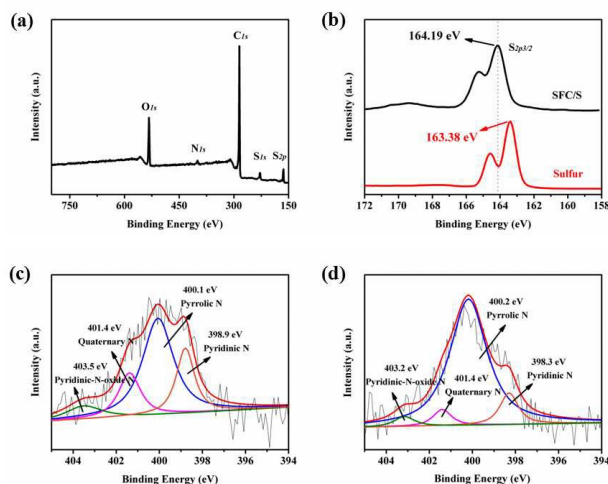 (a)
C1s
O1s
N1s
S1s S2p
Intensity (a.u.)
750 600 450 300 150
Binding Energy (eV)
(b)
164.19 eV
S2p3/2
SFC/S
163.38 eV
Sulfur
Intensity (a.u.)
172 170 168 166 164 162 160 158
Binding Energy (eV)
(c)
400.1 eV
Pyrrolic N
401.4 eV
Quaternary N
398.9 eV
Pyridinic N
403.5 eV
Pyridinic-N-oxide
Intensity (a.u.)
404 402 400 398 396 394
Binding Energy (eV)
(d)
400.2 eV
Pyrrolic N
403.2 eV
Pyridinic-N-oxide N
401.4 eV
Quaternary N
398.3 eV
Pyridinic N
Intensity (a.u.)
404 402 400 398 396 394
Binding Energy (eV)